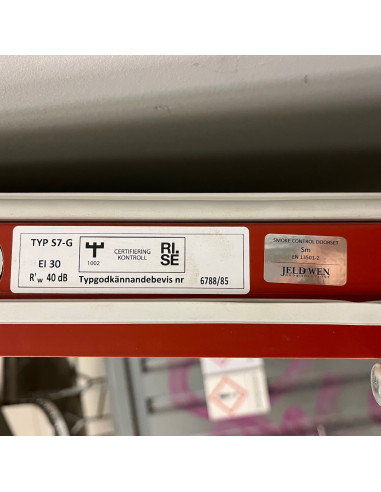 TYP S7-G
EI 30
R'w 40 dB
1002
CERTIFIERING
KONTROLL
RI.
SE
Typgodkännandebevis nr 6788/85
SMOKE CONTROL DOORSET
Sm
EN 13501-2
JELD WEN